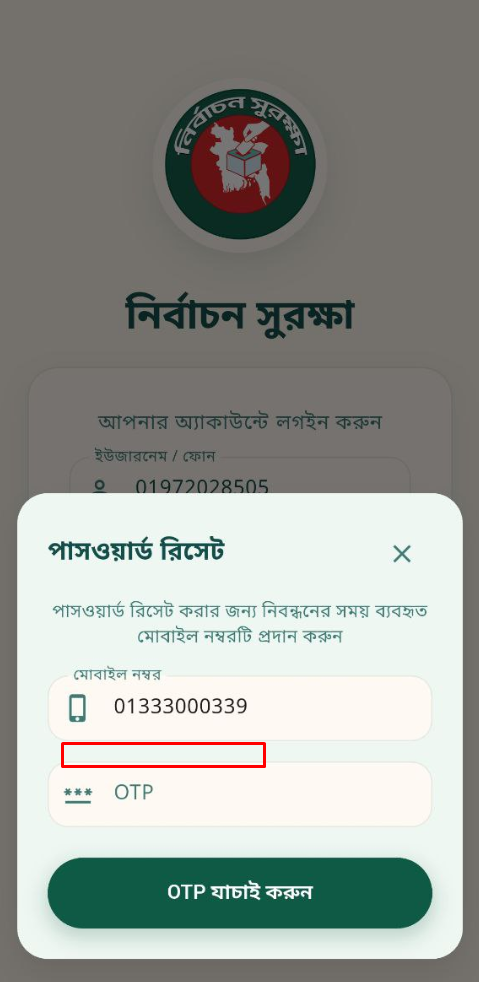 নির্বাচন সুরক্ষা
নির্বাচন সুরক্ষা
আপনার অ্যাকাউন্টে লগইন করুন
ইউজারনেম / ফোন
01972028505
পাসওয়ার্ড রিসেট
পাসওয়ার্ড রিসেট করার জন্য নিবন্ধনের সময় ব্যবহৃত
মোবাইল নম্বরটি প্রদান করুন
মোবাইল নম্বর
01333000339
OTP
OTP যাচাই করুন